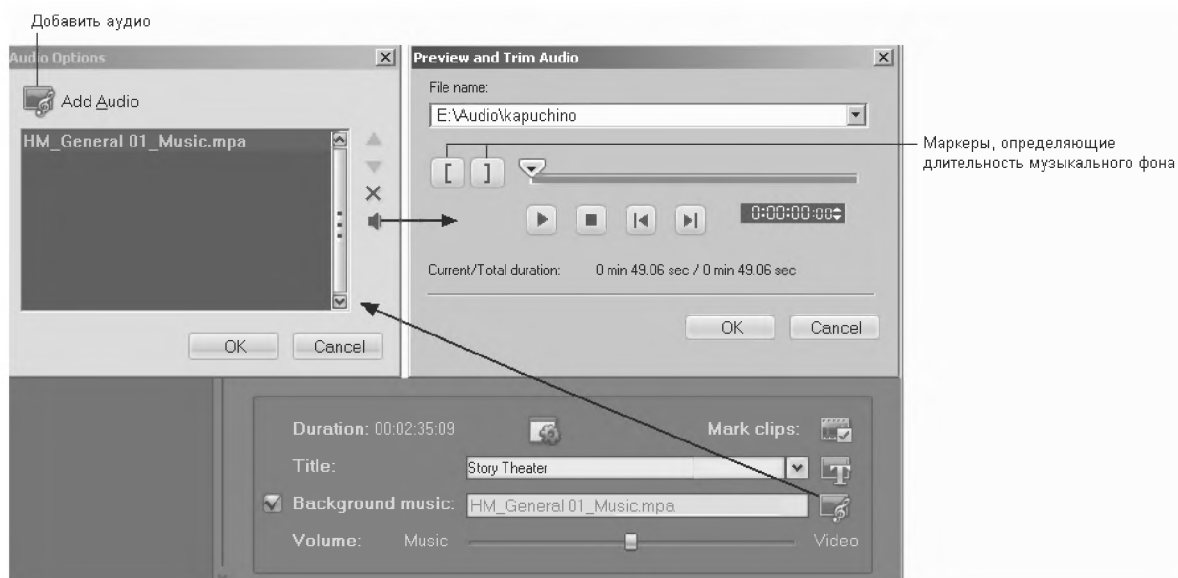 Добавить аудио
Audio Options
Add Audio
HM_General 01_Music.mpa
OK
Cancel
Preview and Trim Audio
File name:
E:\Audio\kapuchino
[ ]
0:00:00:00
Current/Total duration: 0 min 49.06 sec / 0 min 49.06 sec
OK
Cancel
Маркеры, определяющие
длительность музыкального фона
Duration: 00:02:35:09
Mark clips:
Title:
Story Theater
T
Background music:
HM_General 01_Music.mpa
Volume:
Music
Video